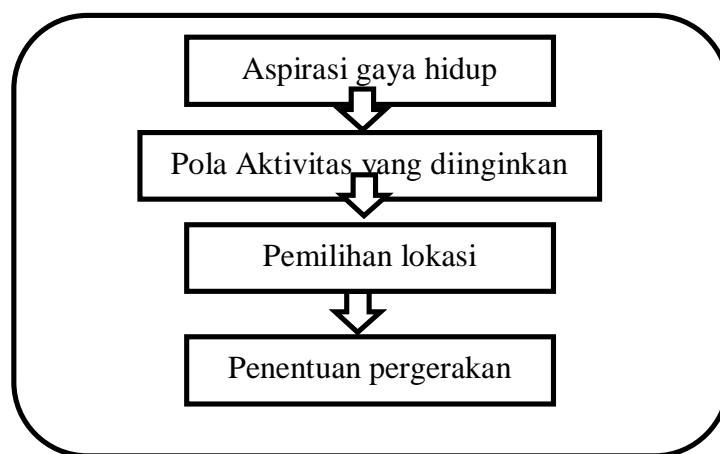 Aspirasi gaya hidup
Pola Aktivitas yang diinginkan
Pemilihan lokasi
Penentuan pergerakan